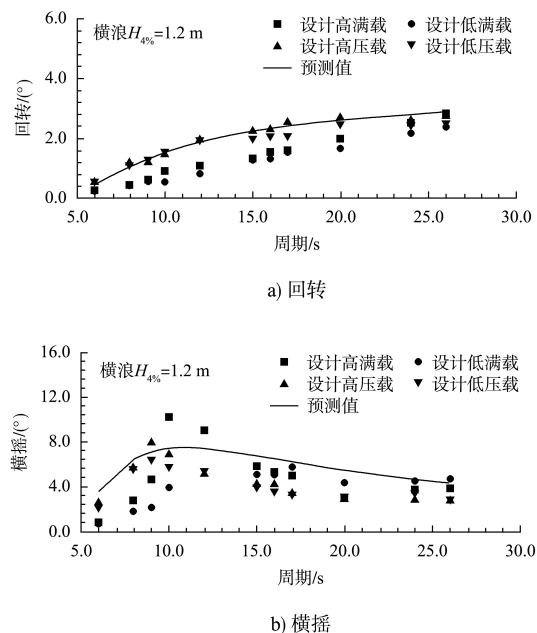 横浪H4%=1.2 m
■ 设计高满载 ● 设计低满载
▲ 设计高压载 ▼ 设计低压载
预测值
6.0
4.0
2.0
0.0
回转/(°)
5.0 10.0 15.0 20.0 25.0 30.0
周期/s
a) 回转
横浪H4%=1.2 m
■ 设计高满载 ● 设计低满载
▲ 设计高压载 ▼ 设计低压载
预测值
16.0
12.0
8.0
4.0
0.0
横摇/(°)
5.0 10.0 15.0 20.0 25.0 30.0
周期/s
b) 横摇